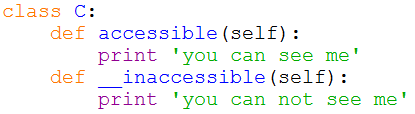 class C:
    def accessible(self):
        print 'you can see me'
    def __inaccessible(self):
        print 'you can not see me'